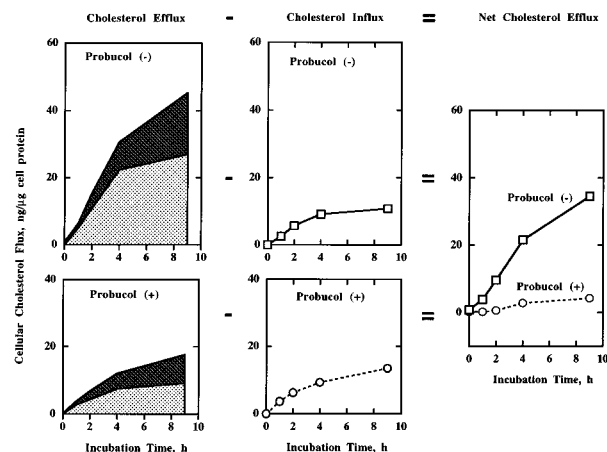 Cholesterol Efflux - Cholesterol Influx = Net Cholesterol Efflux
Cellular Cholesterol Flux, ng/μg cell protein
60
40
20
0
0 2 4 6 8 10
Probucol (-)
-
40
20
0
0 2 4 6 8 10
Probucol (-)
=
40
20
0
0 2 4 6 8 10
Probucol (+)
Incubation Time, h
-
40
20
0
0 2 4 6 8 10
Probucol (+)
Incubation Time, h
=
60
40
20
0
0 2 4 6 8 10
Probucol (-)
Probucol (+)
Incubation Time, h